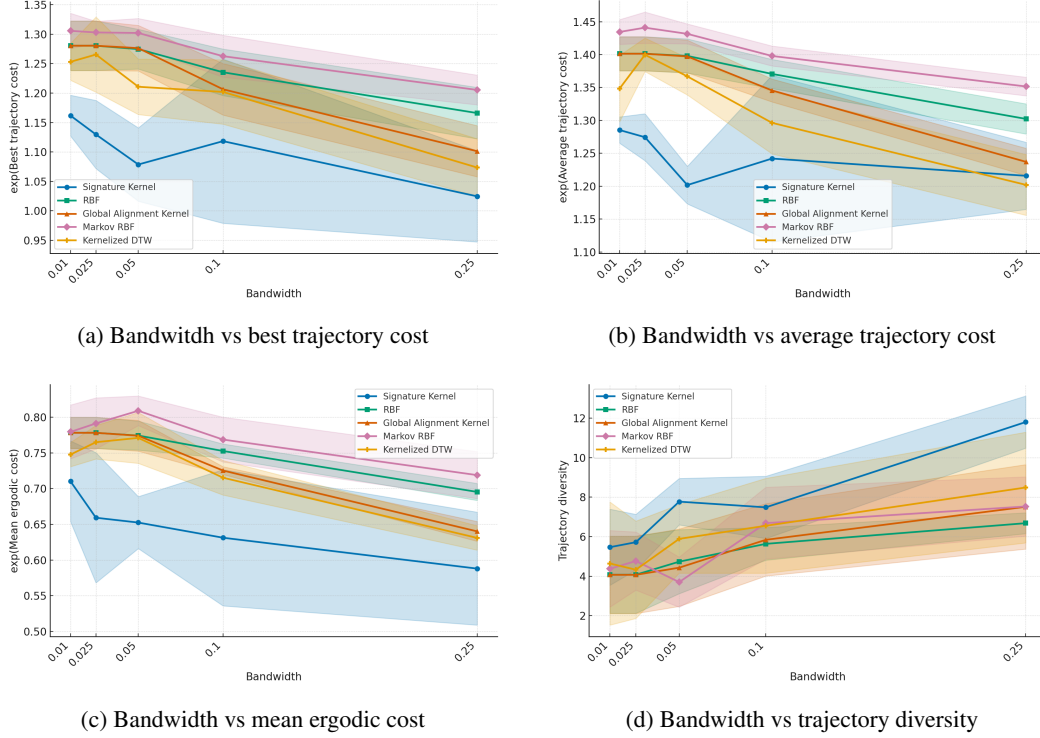 exp(Best trajectory cost)
1.35
1.30
1.25
1.20
1.15
1.10
1.05
1.00
0.95
Signature Kernel
RBF
Global Alignment Kernel
Markov RBF
Kernelized DTW
0.01
0.025
0.05
0.1
0.25
Bandwidth
(a) Bandwitdh vs best trajectory cost
exp(Average trajectory cost)
1.45
1.40
1.35
1.30
1.25
1.20
1.15
1.10
Signature Kernel
RBF
Global Alignment Kernel
Markov RBF
Kernelized DTW
0.01
0.025
0.05
0.1
0.25
Bandwidth
(b) Bandwidth vs average trajectory cost
exp(Mean ergodic cost)
0.80
0.75
0.70
0.65
0.60
0.55
0.50
Signature Kernel
RBF
Global Alignment Kernel
Markov RBF
Kernelized DTW
0.01
0.025
0.05
0.1
0.25
Bandwidth
(c) Bandwidth vs mean ergodic cost
Trajectory diversity
12
10
8
6
4
2
Signature Kernel
RBF
Global Alignment Kernel
Markov RBF
Kernelized DTW
0.01
0.025
0.05
0.1
0.25
Bandwidth
(d) Bandwidth vs trajectory diversity